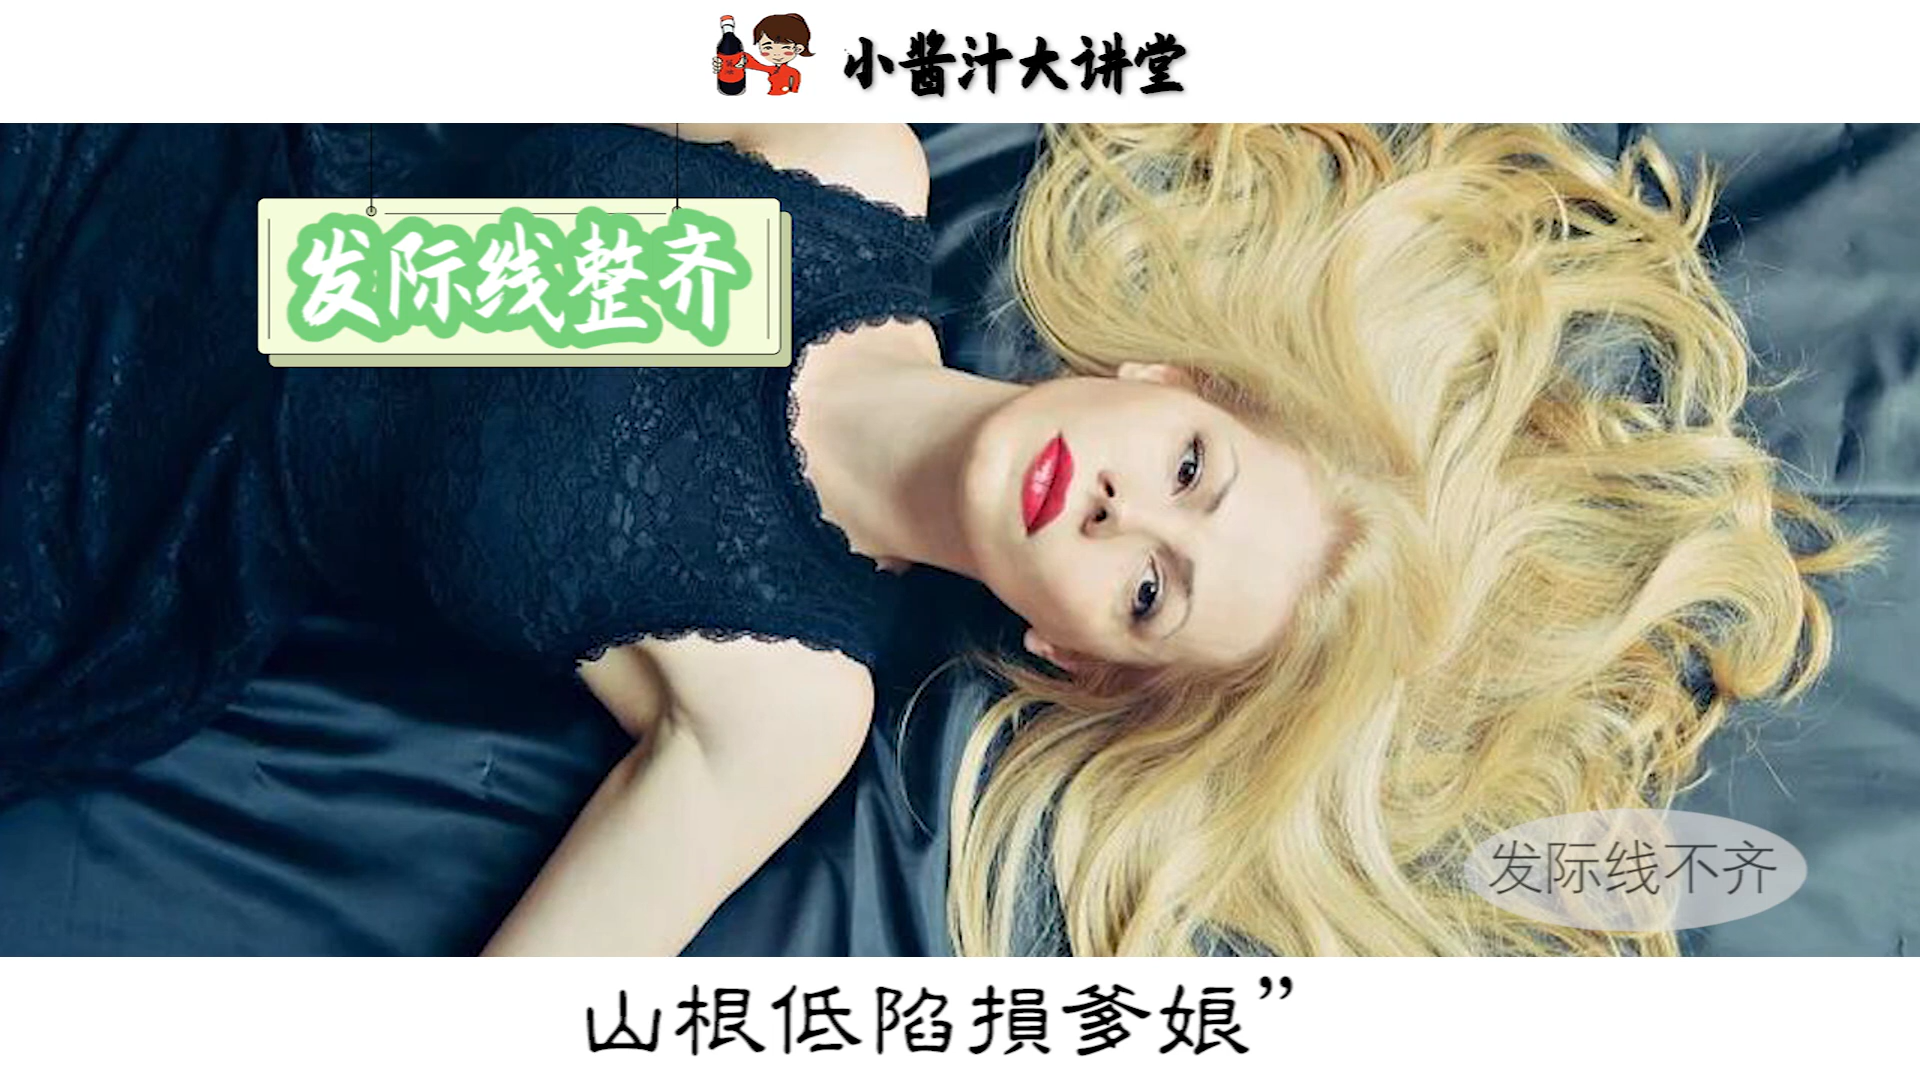 小酱汁大讲堂
发际线整齐
发际线不齐
山根低陷損爹娘”